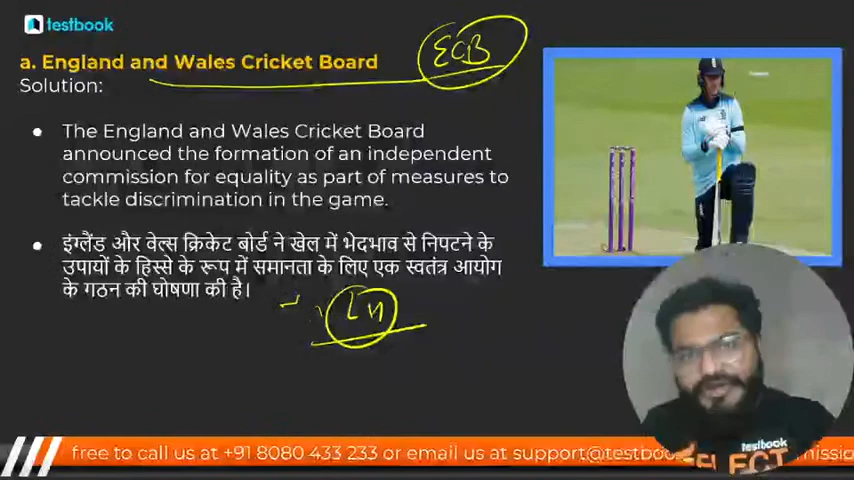 testbook
a. England and Wales Cricket Board
ECB
Solution:
The England and Wales Cricket Board
announced the formation of an independent
commission for equality as part of measures to
tackle discrimination in the game.
इंग्लैंड और वेल्स क्रिकेट बोर्ड ने खेल में भेदभाव से निपटने के
उपायों के हिस्से के रूप में समानता के लिए एक स्वतंत्र आयोग
के गठन की घोषणा की है।
testbook
SELECT
free to call us at +91 8080 433 233 or email us at support@testboo